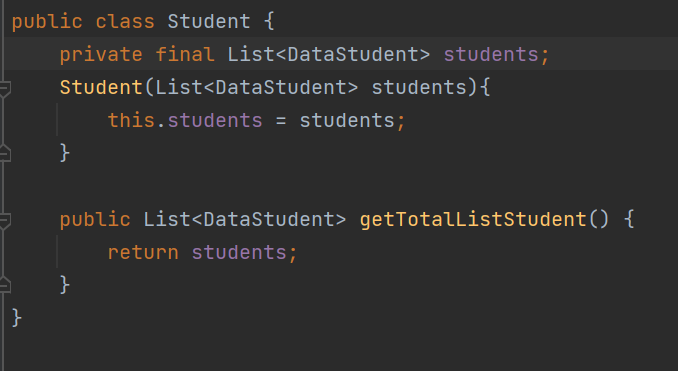 public class Student {
private final List<DataStudent> students;
Student(List<DataStudent> students){
this.students = students;
}
public List<DataStudent> getTotalListStudent() {
return students;
}
}